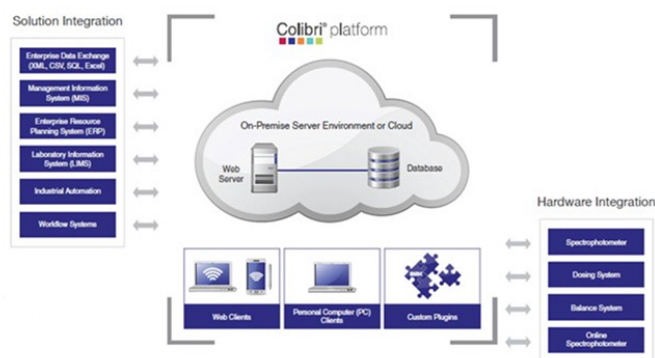 Solution Integration
Colibri® platform
Enterprise Data Exchange
(XML, CSV, SQL, Excel)
Management Information
System (MIS)
Enterprise Resource
Planning System (ERP)
Laboratory Information
System (LIMS)
Industrial Automation
Workflow Systems
On-Premise Server Environment or Cloud
Web
Server
Database
Web Clients
Personal Computer (PC)
Clients
Custom Plugins
Hardware Integration
Spectrophotometer
Dosing System
Balance System
Online
Spectrophotometer